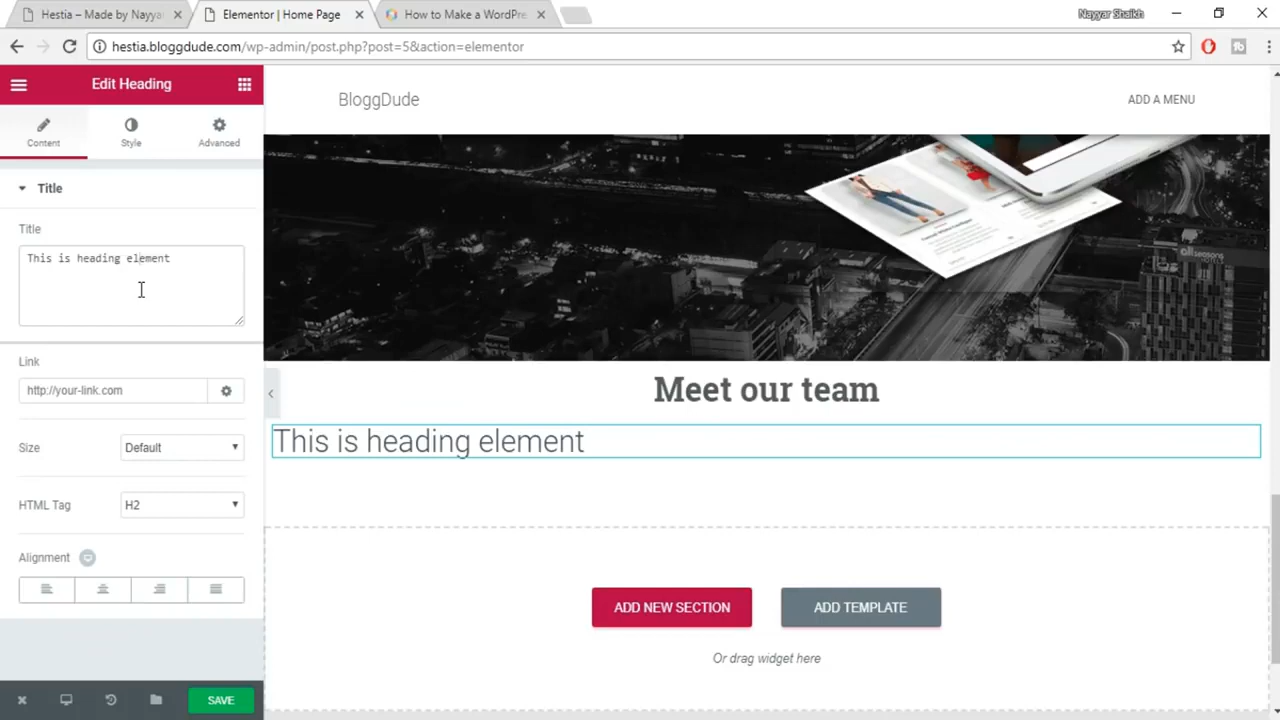 Hestia – Made by Nayya
Elementor | Home Page
How to Make a WordPre
Nayyar Shaikh
hestia.bloggdude.com/wp-admin/post.php?post=5&action=elementor
Edit Heading
BloggDude
ADD A MENU
Content
Style
Advanced
Title
Title
This is heading element
Link
http://your-link.com
Meet our team
This is heading element
Size
Default
HTML Tag
H2
Alignment
ADD NEW SECTION
ADD TEMPLATE
Or drag widget here
SAVE